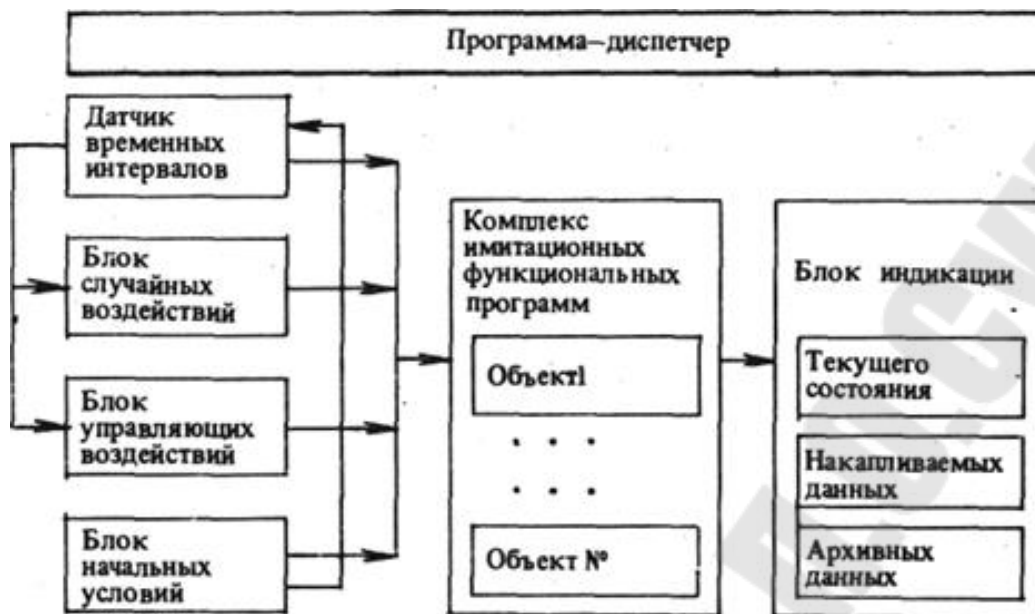 Программа–диспетчер
Датчик
временных
интервалов
Блок
случайных
воздействий
Блок
управляющих
воздействий
Блок
начальных
условий
Комплекс
имитационных
функциональных
программ
Объект1
. . .
. . .
Объект №
Блок индикации
Текущего
состояния
Накапливаемых
данных
Архивных
данных